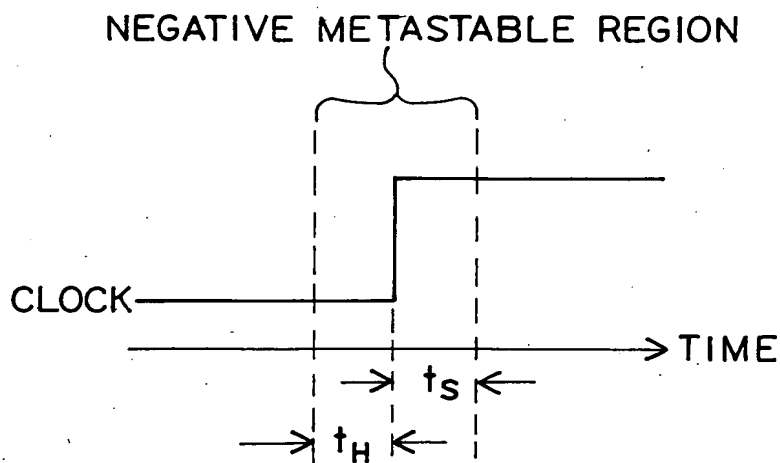 NEGATIVE METASTABLE REGION
CLOCK
TIME
tS
tH